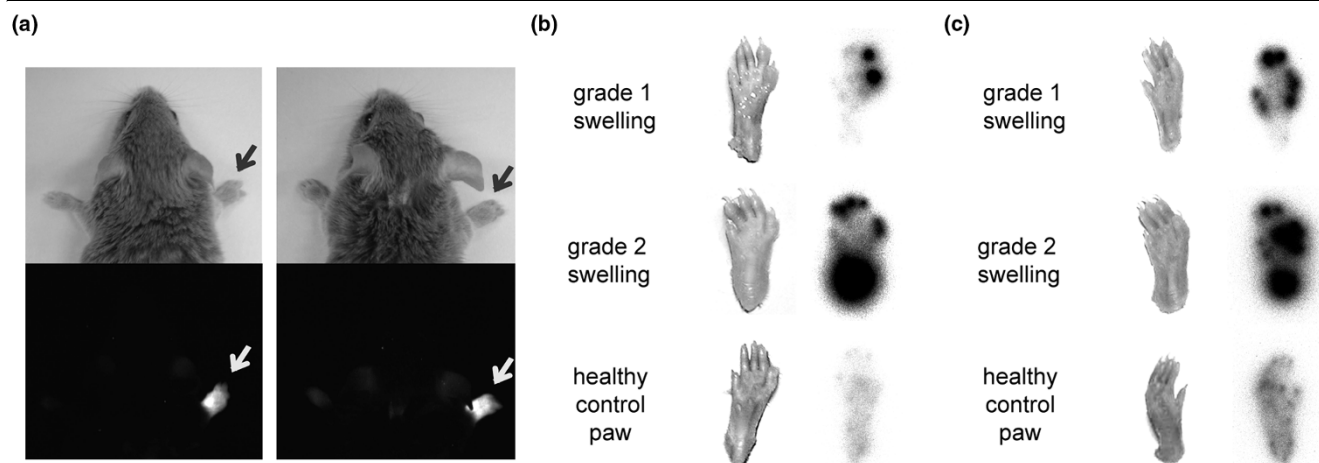 (a)
(b)
grade 1
swelling
grade 2
swelling
healthy
control
paw
(c)
grade 1
swelling
grade 2
swelling
healthy
control
paw